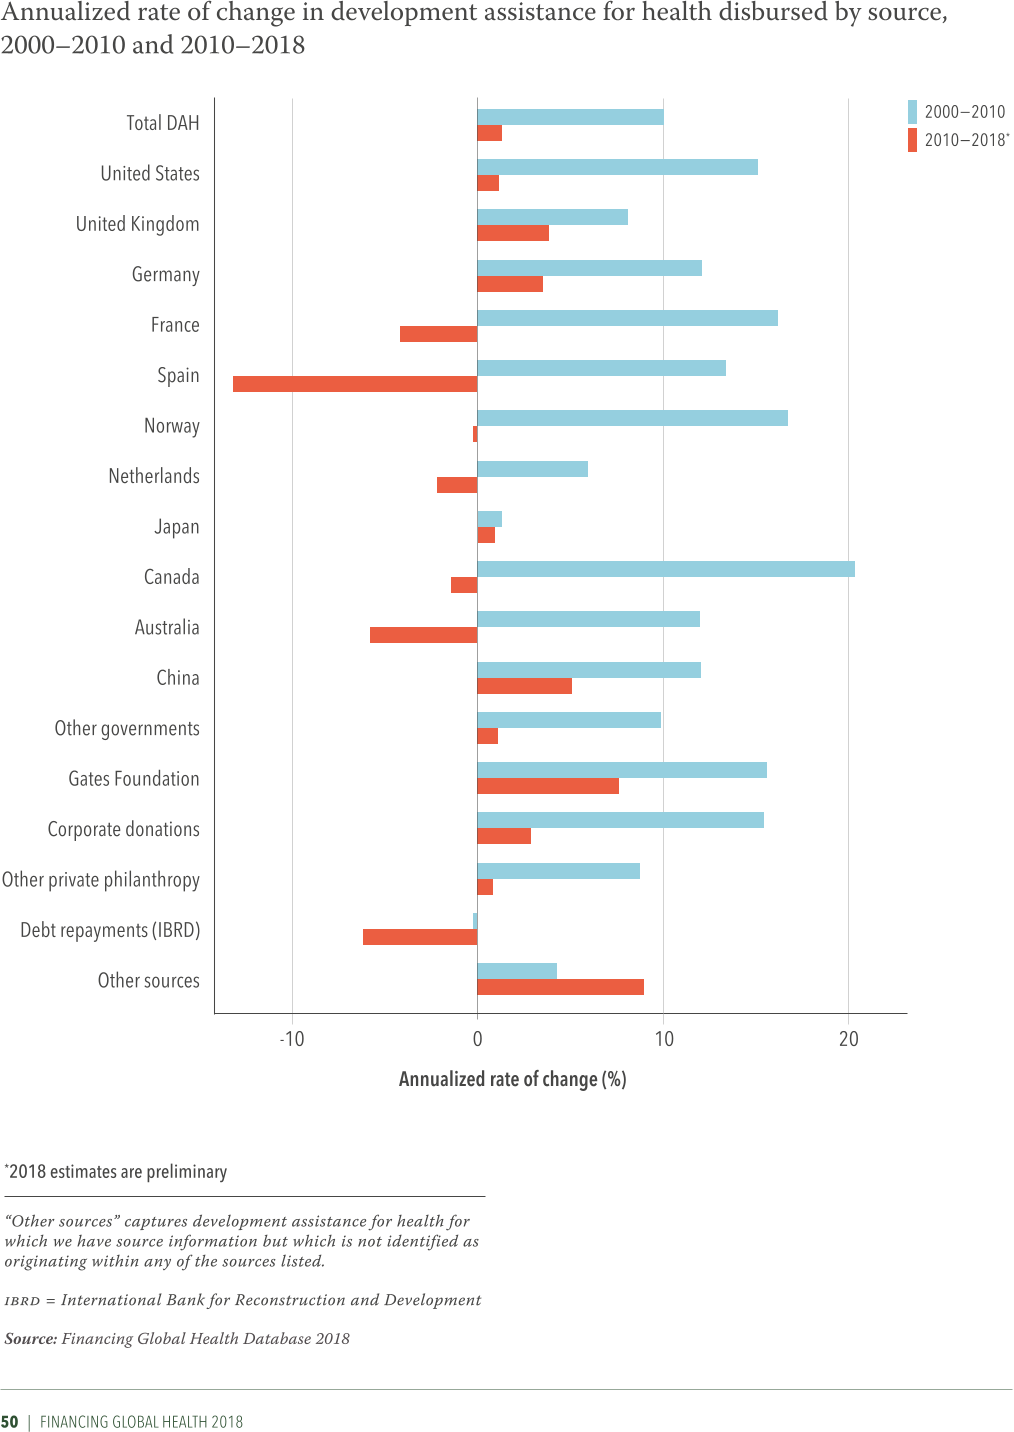 Annualized rate of change in development assistance for health disbursed by source,
2000–2010 and 2010–2018
2000–2010
2010–2018*
Total DAH
United States
United Kingdom
Germany
France
Spain
Norway
Netherlands
Japan
Canada
Australia
China
Other governments
Gates Foundation
Corporate donations
Other private philanthropy
Debt repayments (IBRD)
Other sources
-10 0 10 20
Annualized rate of change (%)
*2018 estimates are preliminary
“Other sources” captures development assistance for health for
which we have source information but which is not identified as
originating within any of the sources listed.
IBRD = International Bank for Reconstruction and Development
Source: Financing Global Health Database 2018
50 | FINANCING GLOBAL HEALTH 2018